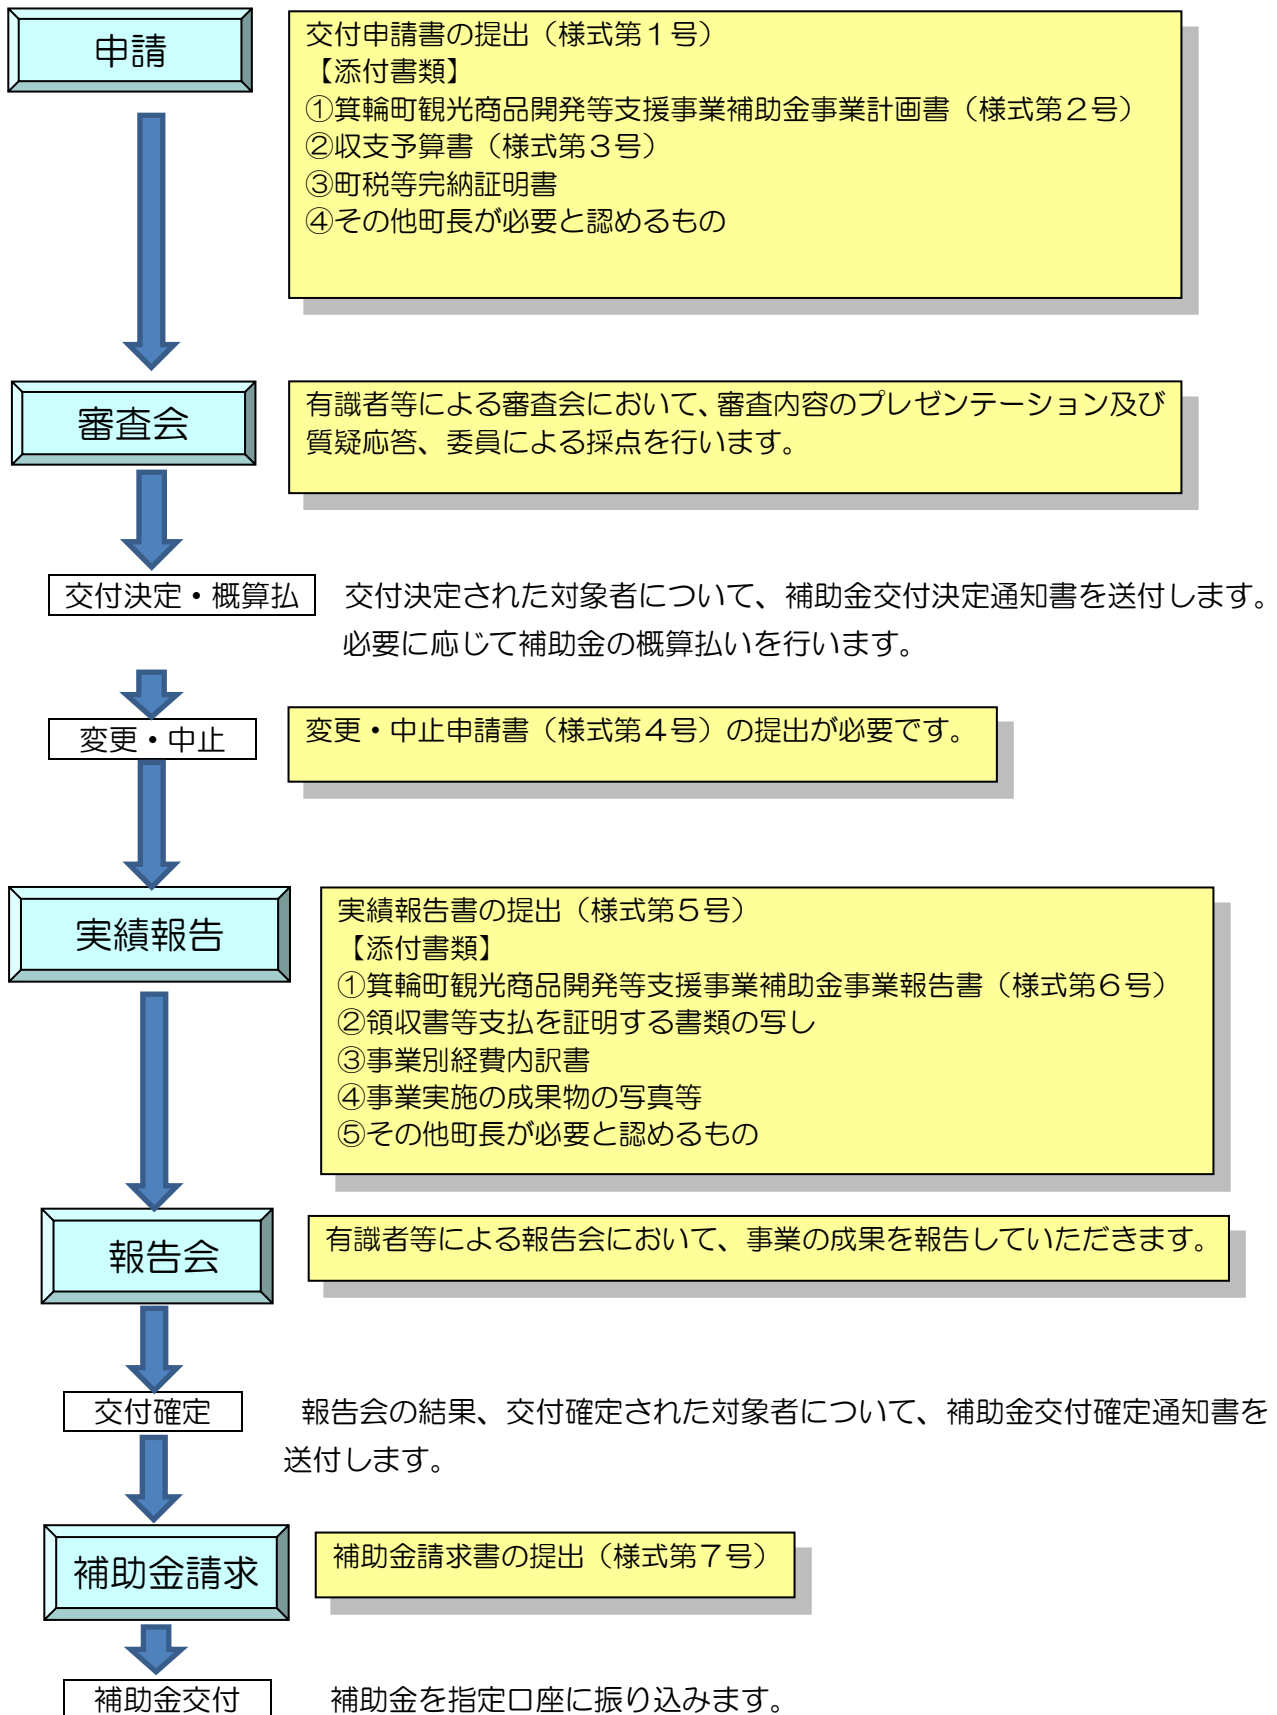 申請
交付申請書の提出（様式第１号）
【添付書類】
①箕輪町観光商品開発等支援事業補助金事業計画書（様式第２号）
②収支予算書（様式第３号）
③町税等完納証明書
④その他町長が必要と認めるもの
審査会
有識者等による審査会において、審査内容のプレゼンテーション及び
質疑応答、委員による採点を行います。
交付決定・概算払
交付決定された対象者について、補助金交付決定通知書を送付します。
必要に応じて補助金の概算払いを行います。
変更・中止
変更・中止申請書（様式第４号）の提出が必要です。
実績報告
実績報告書の提出（様式第５号）
【添付書類】
①箕輪町観光商品開発等支援事業補助金事業報告書（様式第６号）
②領収書等支払を証明する書類の写し
③事業別経費内訳書
④事業実施の成果物の写真等
⑤その他町長が必要と認めるもの
報告会
有識者等による報告会において、事業の成果を報告していただきます。
交付確定
報告会の結果、交付確定された対象者について、補助金交付確定通知書を
送付します。
補助金請求
補助金請求書の提出（様式第７号）
補助金交付
補助金を指定口座に振り込みます。